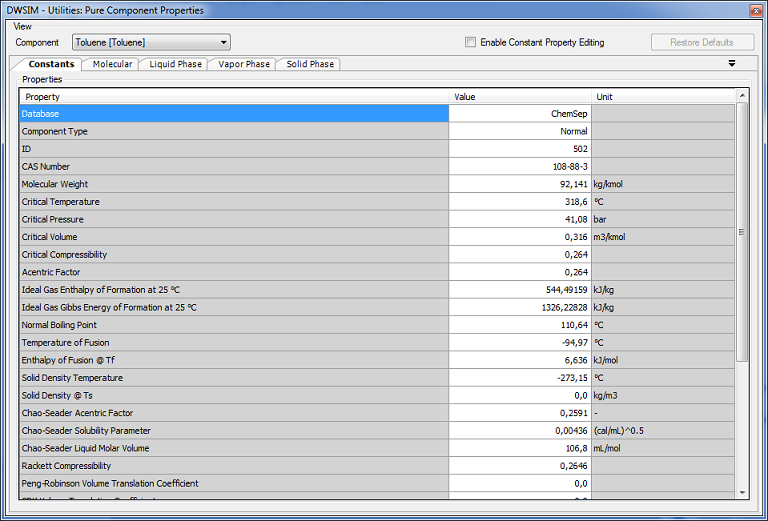 DWSIM - Utilities: Pure Component Properties
View
Component Toluene [Toluene] Enable Constant Property Editing Restore Defaults
Constants Molecular Liquid Phase Vapor Phase Solid Phase
Properties
Property Value Unit
Database ChemSep
Component Type Normal
ID 502
CAS Number 108-88-3
Molecular Weight 92,141 kg/kmol
Critical Temperature 318,6 °C
Critical Pressure 41,08 bar
Critical Volume 0,316 m3/kmol
Critical Compressibility 0,264
Acentric Factor 0,264
Ideal Gas Enthalpy of Formation at 25 °C 544,49159 kJ/kg
Ideal Gas Gibbs Energy of Formation at 25 °C 1326,22828 kJ/kg
Normal Boiling Point 110,64 °C
Temperature of Fusion -94,97 °C
Enthalpy of Fusion @ Tf 6,636 kJ/mol
Solid Density Temperature -273,15 °C
Solid Density @ Ts 0,0 kg/m3
Chao-Seader Acentric Factor 0,2591 -
Chao-Seader Solubility Parameter 0,00436 (cal/mL)^0.5
Chao-Seader Liquid Molar Volume 106,8 mL/mol
Rackett Compressibility 0,2646
Peng-Robinson Volume Translation Coefficient 0,0